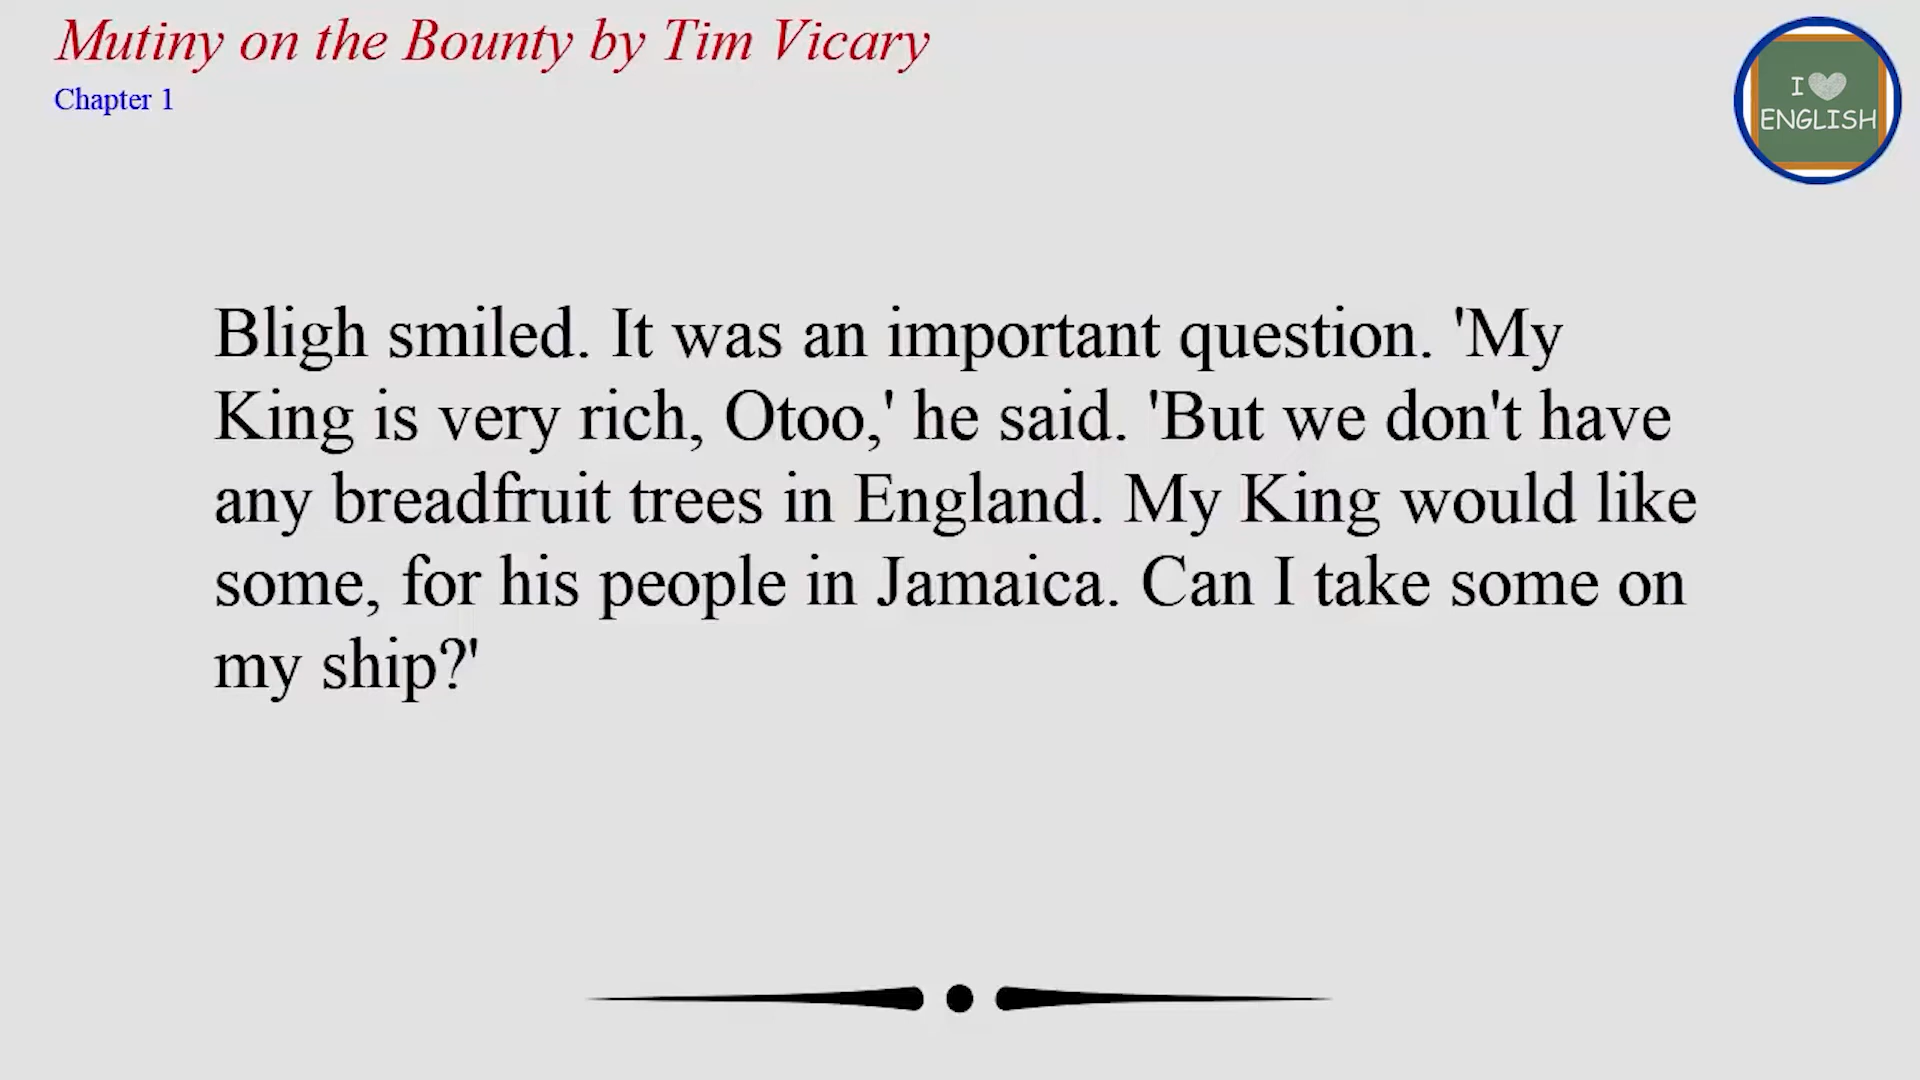 Mutiny on the Bounty by Tim Vicary
Chapter 1
I
ENGLISH
Bligh smiled. It was an important question. 'My
King is very rich, Otoo,' he said. 'But we don't have
any breadfruit trees in England. My King would like
some, for his people in Jamaica. Can I take some on
my ship?'